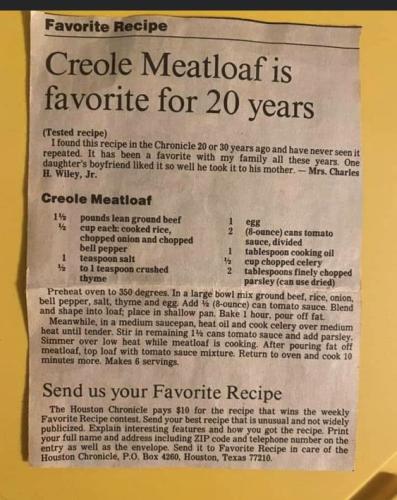 Favorite Recipe
Creole Meatloaf is
favorite for 20 years
(Tested recipe)
I found this recipe in the Chronicle 20 or 30 years ago and have never seen it
repeated. It has been a favorite with my family all these years. One
daughter's boyfriend liked it so well he took it to his mother. — Mrs. Charles
H. Wiley, Jr.
Creole Meatloaf
1½ pounds lean ground beef
½ cup each: cooked rice,
chopped onion and chopped
bell pepper
1 teaspoon salt
½ to 1 teaspoon crushed
thyme
1 egg
2 (8-ounce) cans tomato
sauce, divided
1 tablespoon cooking oil
½ cup chopped celery
2 tablespoons finely chopped
parsley (can use dried)
Preheat oven to 350 degrees. In a large bowl mix ground beef, rice, onion,
bell pepper, salt, thyme and egg. Add ½ (8-ounce) can tomato sauce. Blend
and shape into loaf; place in shallow pan. Bake 1 hour, pour off fat.
Meanwhile, in a medium saucepan, heat oil and cook celery over medium
heat until tender. Stir in remaining 1½ cans tomato sauce and add parsley.
Simmer over low heat while meatloaf is cooking. After pouring fat off
meatloaf, top loaf with tomato sauce mixture. Return to oven and cook 10
minutes more. Makes 6 servings.
Send us your Favorite Recipe
The Houston Chronicle pays $10 for the recipe that wins the weekly
Favorite Recipe contest. Send your best recipe that is unusual and not widely
publicized. Explain interesting features and how you got the recipe. Print
your full name and address including ZIP code and telephone number on the
entry as well as the envelope. Send it to Favorite Recipe in care of the
Houston Chronicle, P.O. Box 4260, Houston, Texas 77210.